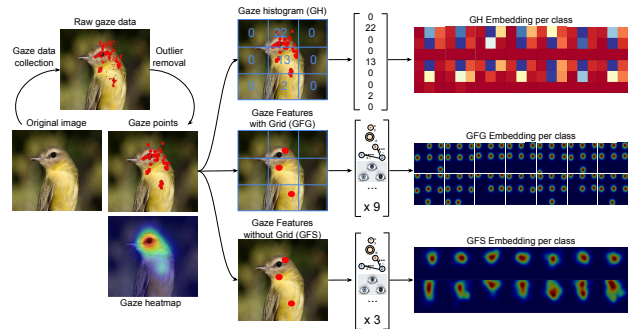 Raw gaze data
Gaze data
collection
Outlier
removal
Original image
Gaze points
Gaze heatmap
Gaze histogram (GH)
0 22 0
0 13 0
0 2 0
0
22
0
0
13
0
0
2
0
GH Embedding per class
Gaze Features
with Grid (GFG)
...
x 9
GFG Embedding per class
Gaze Features
without Grid (GFS)
...
x 3
GFS Embedding per class